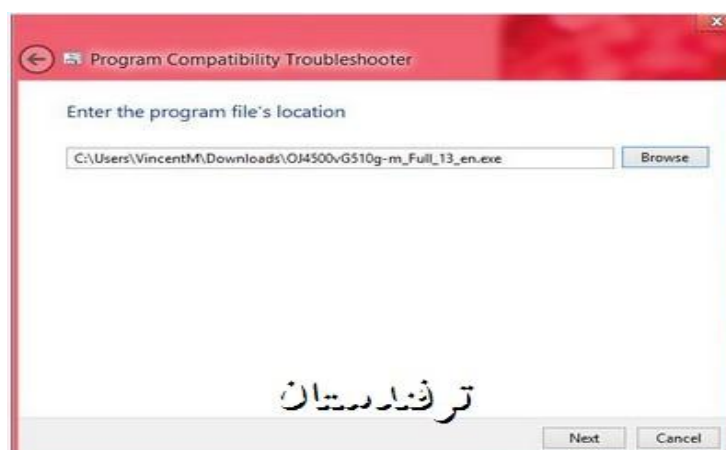 Program Compatibility Troubleshooter
Enter the program file's location
C:\Users\VincentM\Downloads\OJ4500vG510g-m_Full_13_en.exe Browse
ترفندستان
Next Cancel